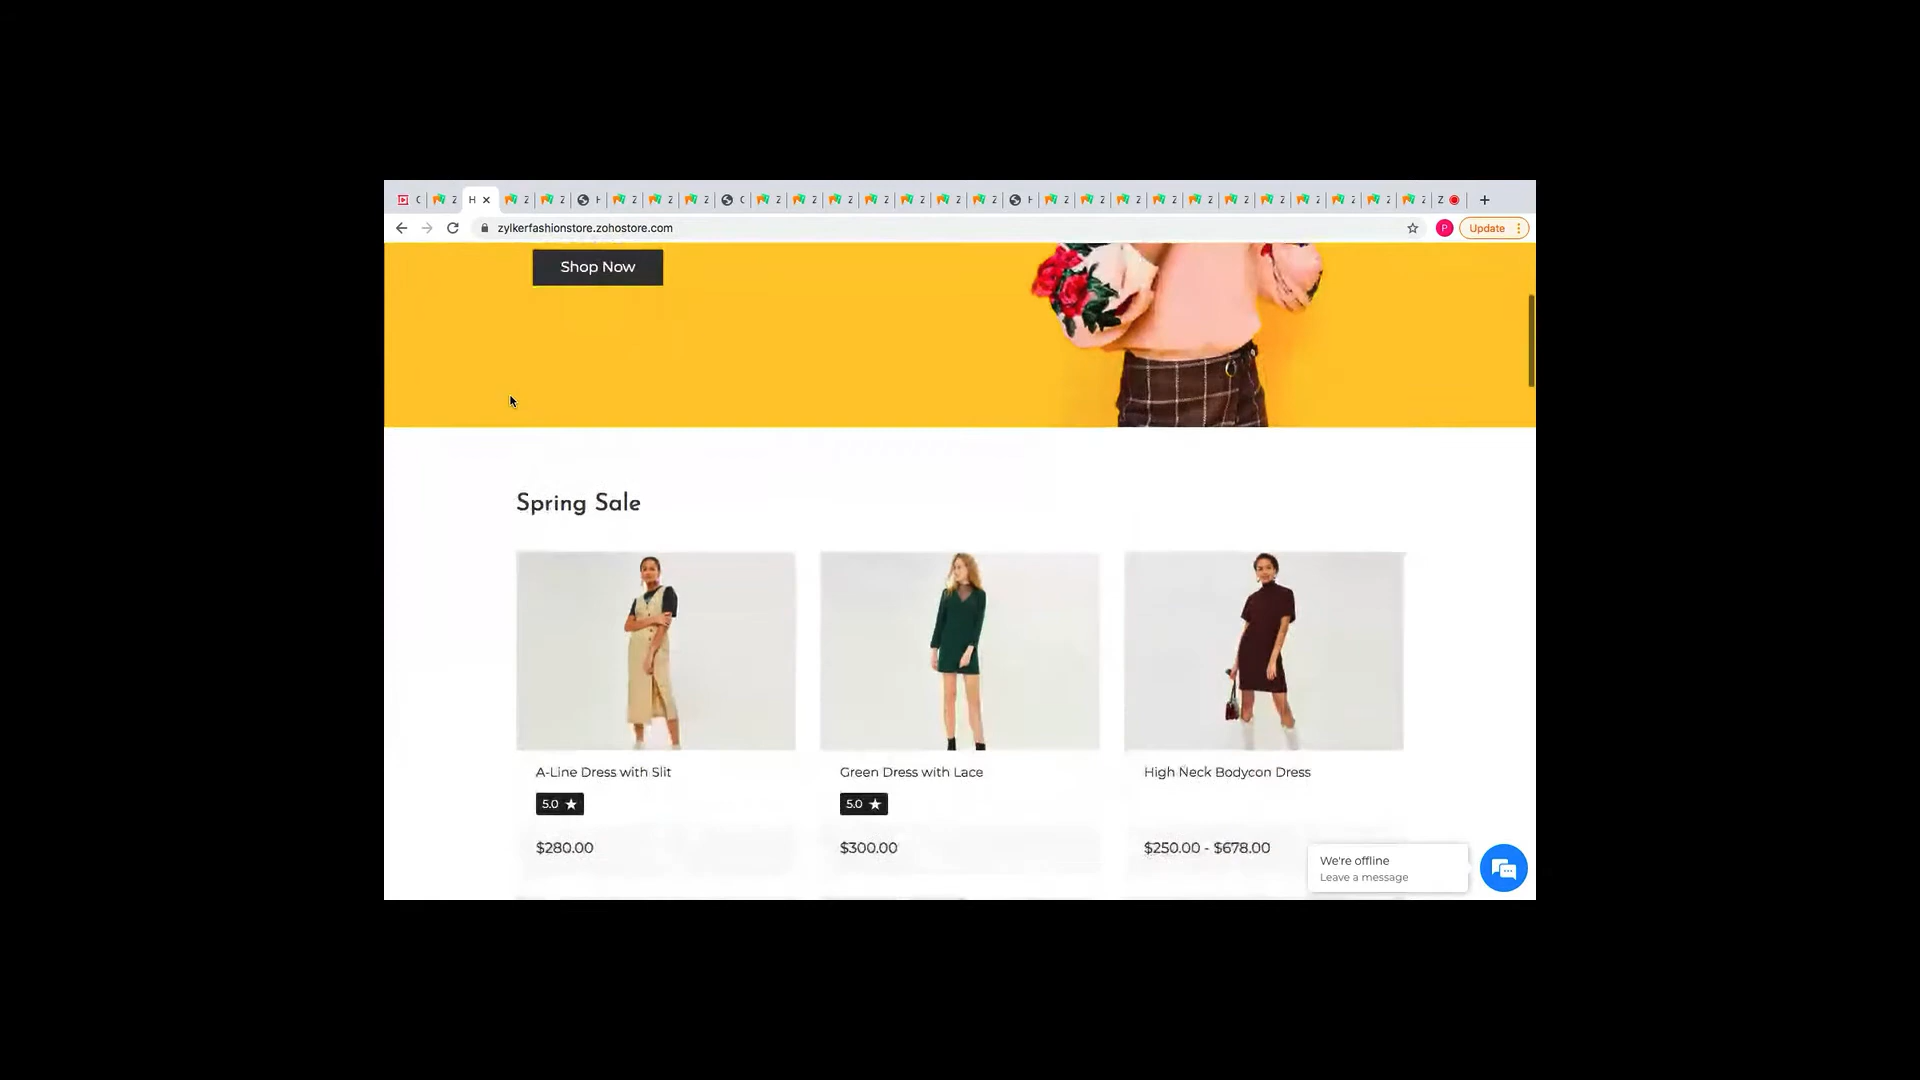 zylkerfashionstore.zohostore.com
Update
Shop Now
Spring Sale
A-Line Dress with Slit
Green Dress with Lace
High Neck Bodycon Dress
5.0
5.0
$280.00
$300.00
$250.00 - $678.00
We're offline
Leave a message